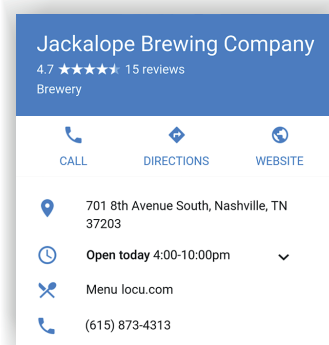 Jackalope Brewing Company
4.7 ★★★★★ 15 reviews
Brewery
CALL
DIRECTIONS
WEBSITE
701 8th Avenue South, Nashville, TN
37203
Open today 4:00-10:00pm
Menu locu.com
(615) 873-4313